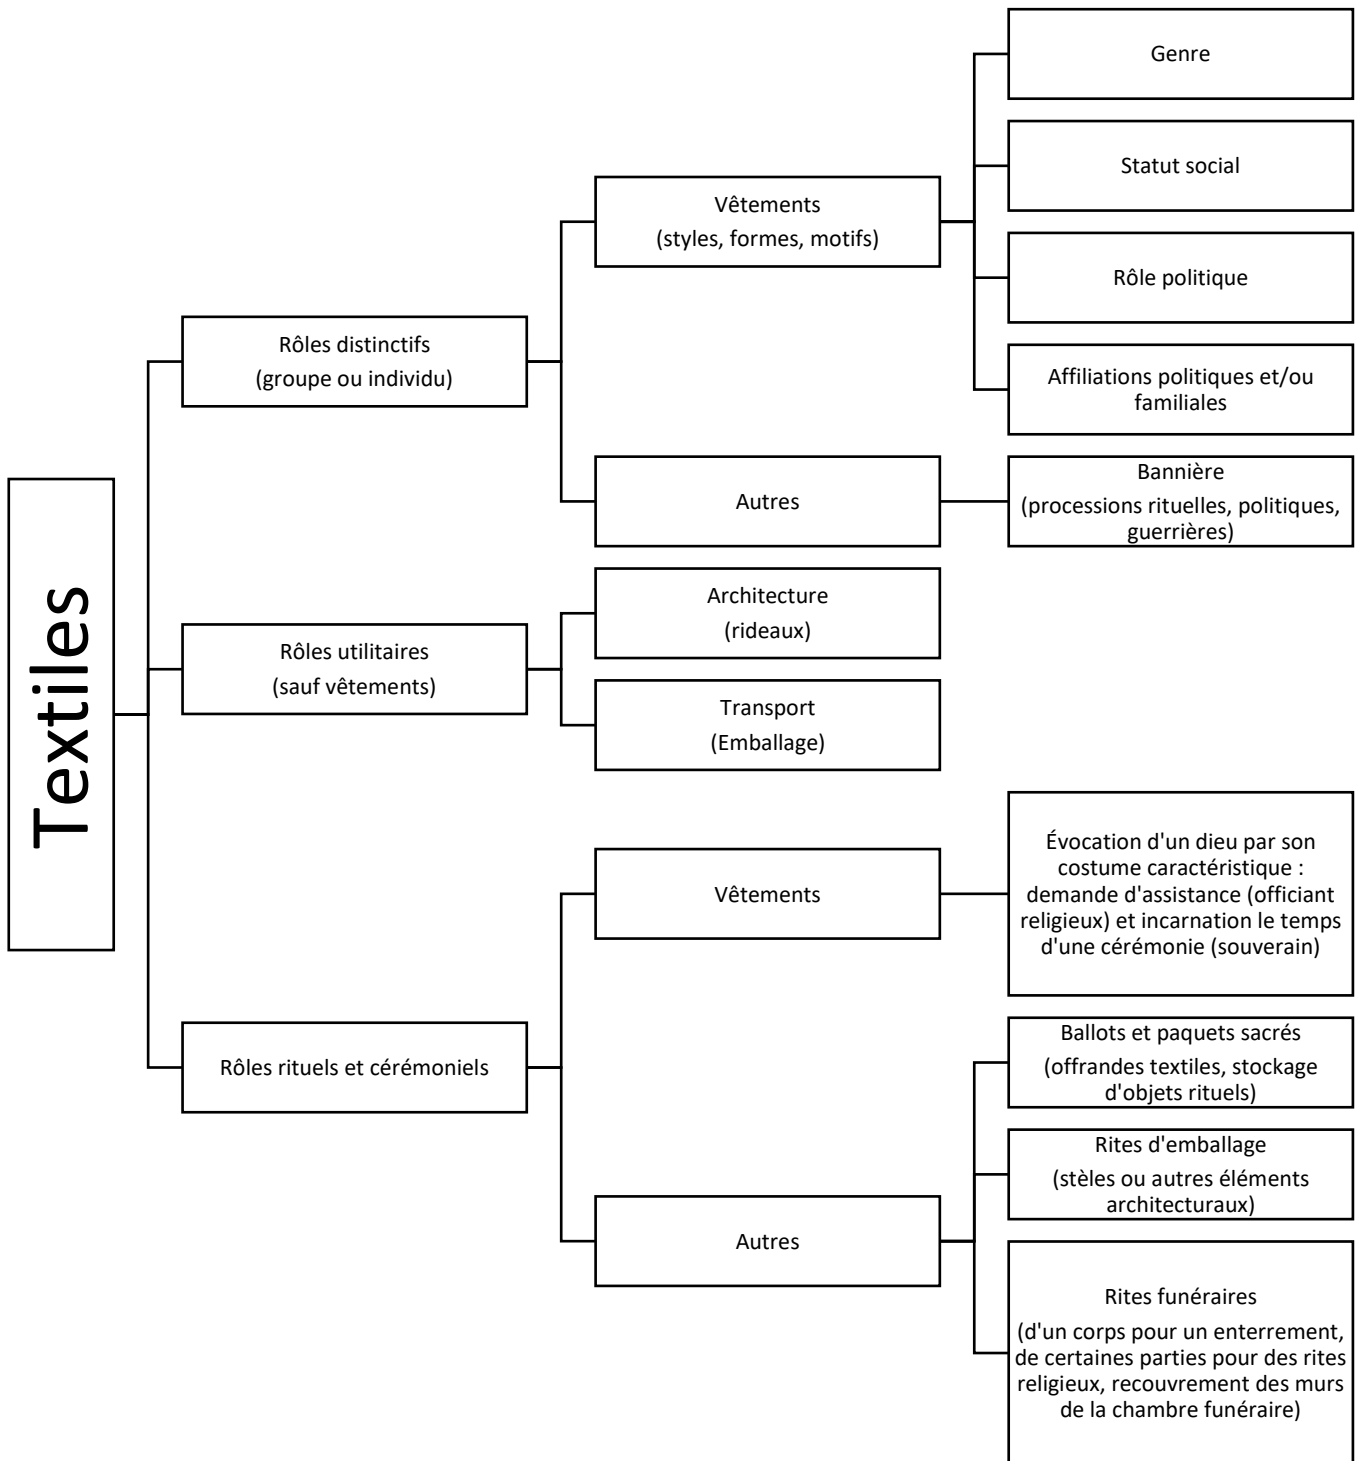 Textiles
Rôles distinctifs
(groupe ou individu)
Vêtements
(styles, formes, motifs)
Genre
Statut social
Rôle politique
Affiliations politiques et/ou
familiales
Autres
Bannière
(processions rituelles, politiques,
guerrières)
Rôles utilitaires
(sauf vêtements)
Architecture
(rideaux)
Transport
(Emballage)
Rôles rituels et cérémoniels
Vêtements
Évocation d'un dieu par son
costume caractéristique :
demande d'assistance (officiant
religieux) et incarnation le temps
d'une cérémonie (souverain)
Autres
Ballots et paquets sacrés
(offrandes textiles, stockage
d'objets rituels)
Rites d'emballage
(stèles ou autres éléments
architecturaux)
Rites funéraires
(d'un corps pour un enterrement,
de certaines parties pour des rites
religieux, recouvrement des murs
de la chambre funéraire)